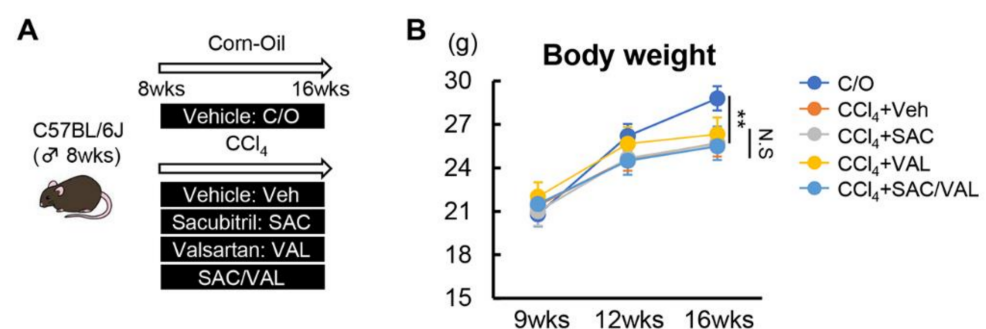 A
Corn-Oil
8wks 16wks
Vehicle: C/O
C57BL/6J
(♂ 8wks)
CCl₄
Vehicle: Veh
Sacubitril: SAC
Valsartan: VAL
SAC/VAL
B
(g)
Body weight
30
27
24
21
18
15
9wks 12wks 16wks
**
N.S
C/O
CCl₄+Veh
CCl₄+SAC
CCl₄+VAL
CCl₄+SAC/VAL